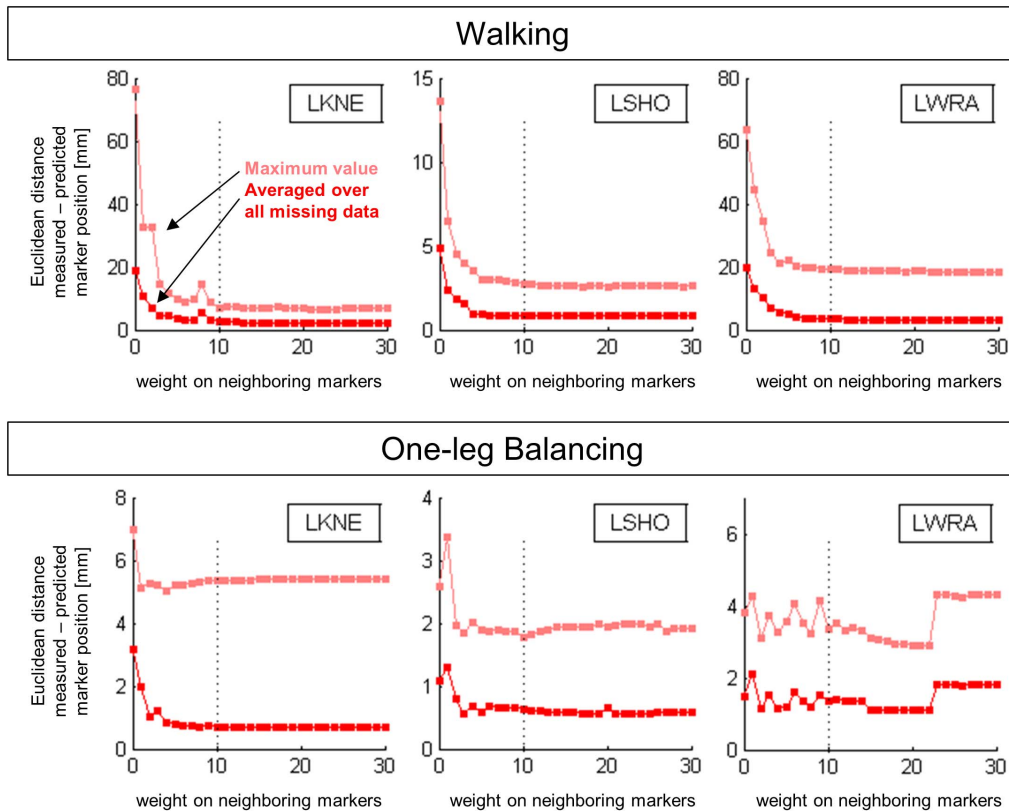 Walking
Euclidean distance
measured – predicted
marker position [mm]
80
60
40
20
0
LKNE
Maximum value
Averaged over
all missing data
0 10 20 30
weight on neighboring markers
15
10
5
0
LSHO
0 10 20 30
weight on neighboring markers
80
60
40
20
0
LWRA
0 10 20 30
weight on neighboring markers
One-leg Balancing
Euclidean distance
measured – predicted
marker position [mm]
8
6
4
2
0
LKNE
0 10 20 30
weight on neighboring markers
4
3
2
1
0
LSHO
0 10 20 30
weight on neighboring markers
6
4
2
0
LWRA
0 10 20 30
weight on neighboring markers